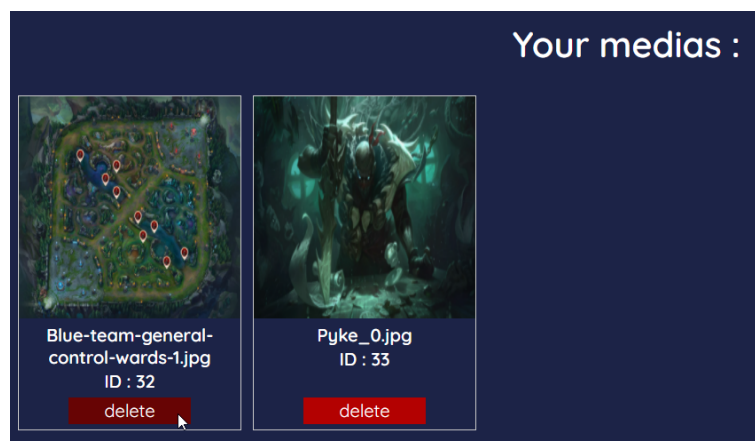 Your medias :
Blue-team-general-
control-wards-1.jpg
ID : 32
delete
Pyke_0.jpg
ID : 33
delete